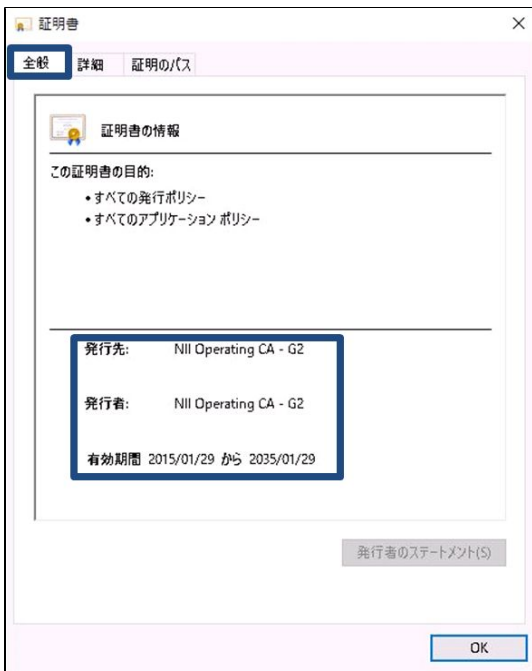 証明書
全般 詳細 証明のパス
証明書の情報
この証明書の目的:
•すべての発行ポリシー
•すべてのアプリケーション ポリシー
発行先: NII Operating CA - G2
発行者: NII Operating CA - G2
有効期間 2015/01/29 から 2035/01/29
発行者のステートメント(S)
OK